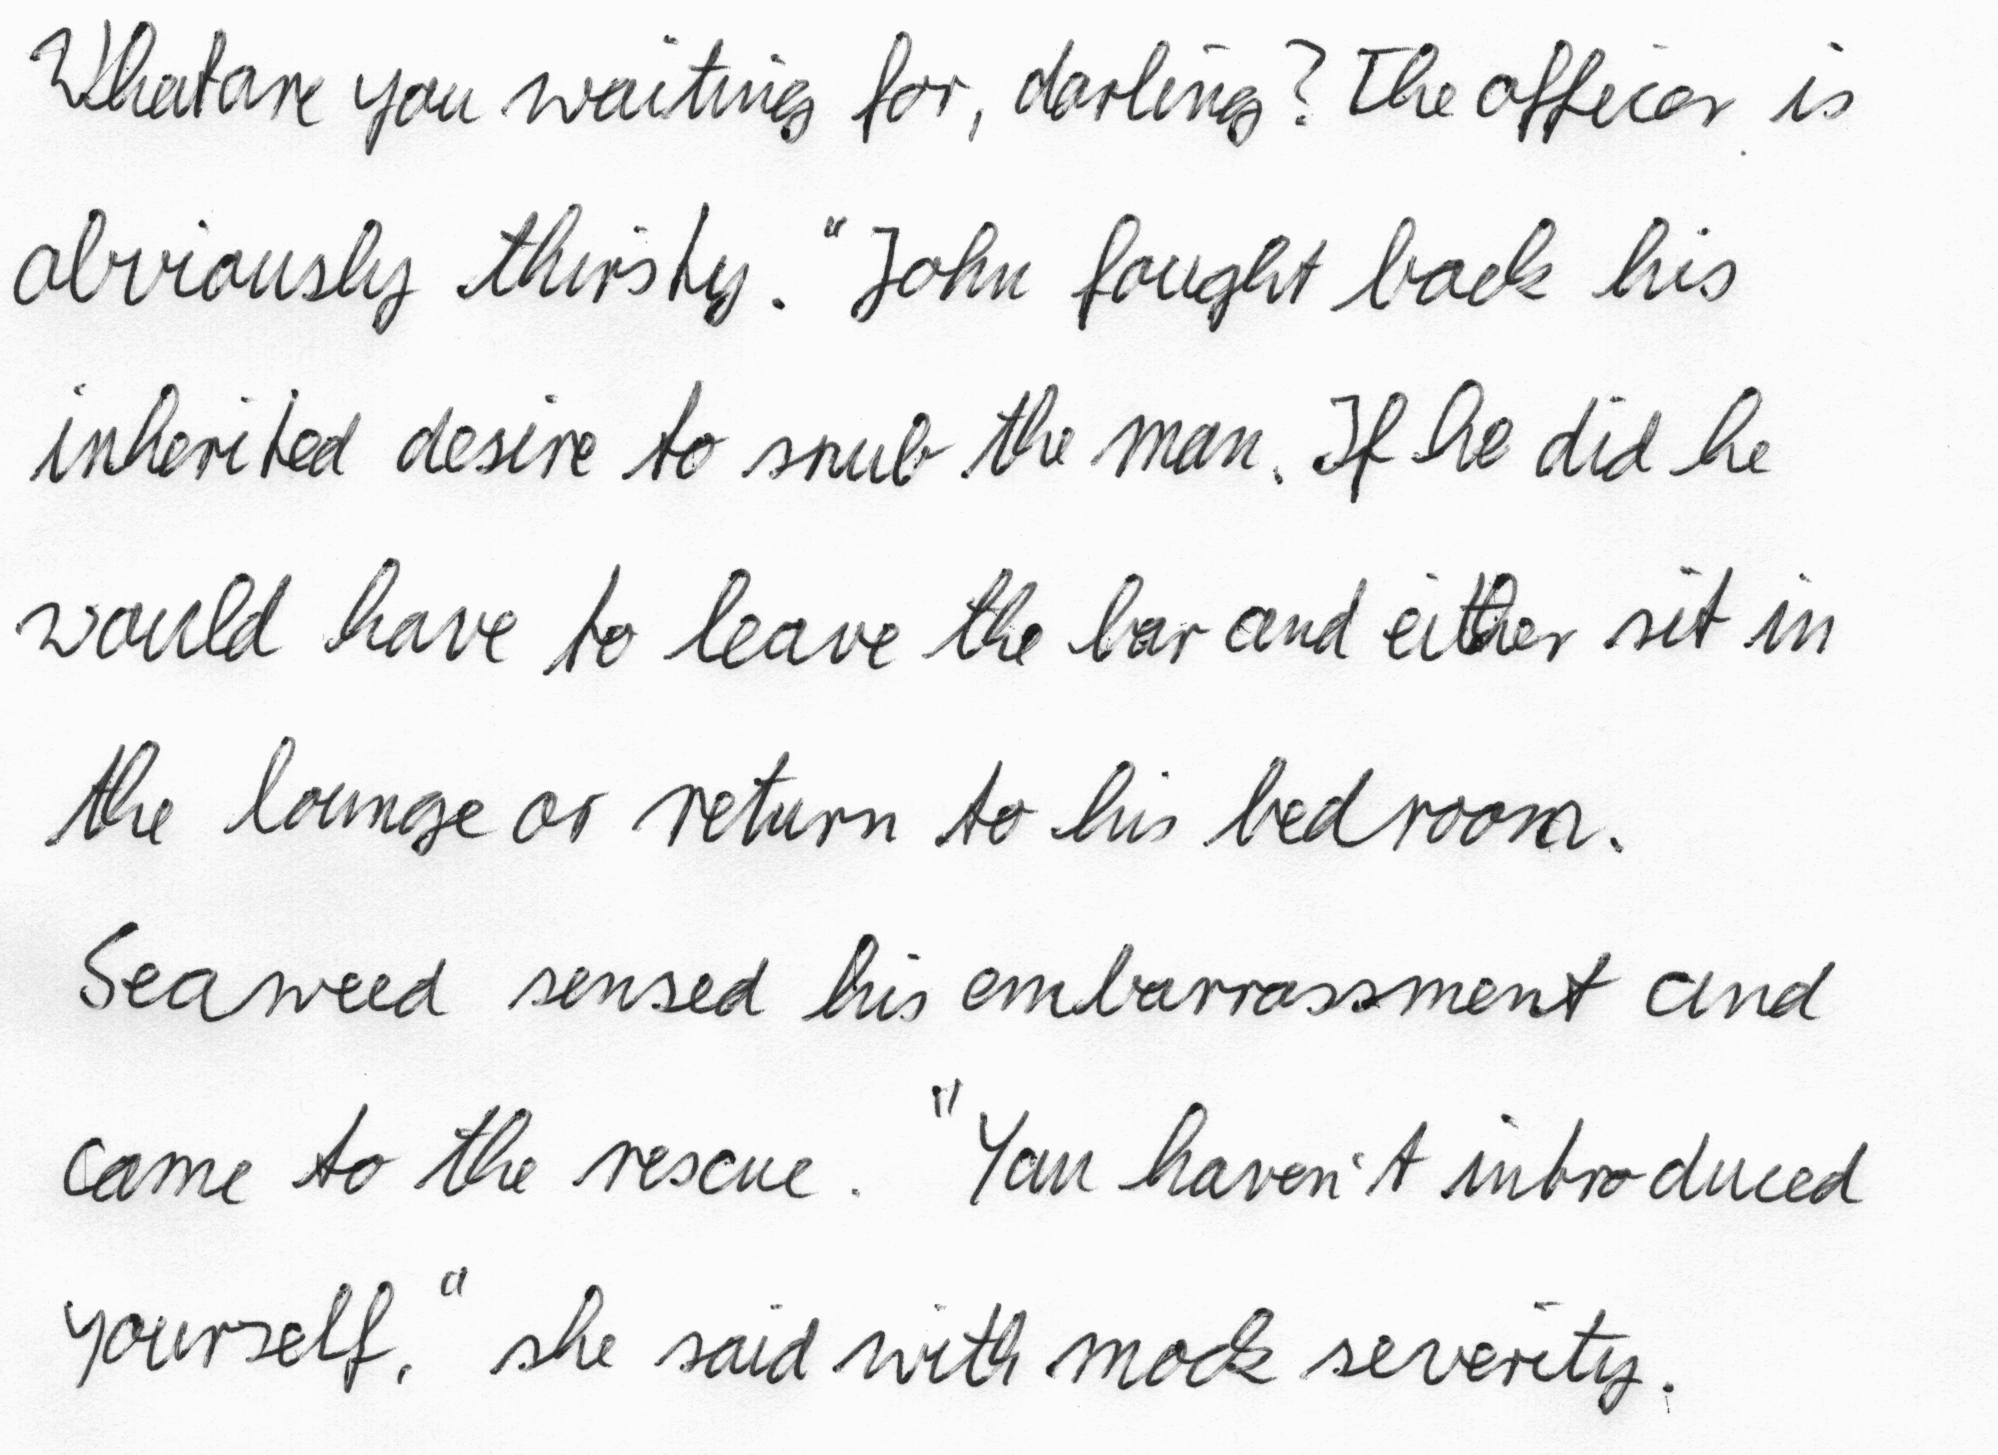 What are you waiting for, darling? The officer is
obviously thirsty." John fought back his
inherited desire to snub the man. If he did he
would have to leave the bar and either sit in
the lounge or return to his bedroom.
Seaweed sensed his embarrassment and
came to the rescue. "You haven't introduced
yourself," she said with mock severity.